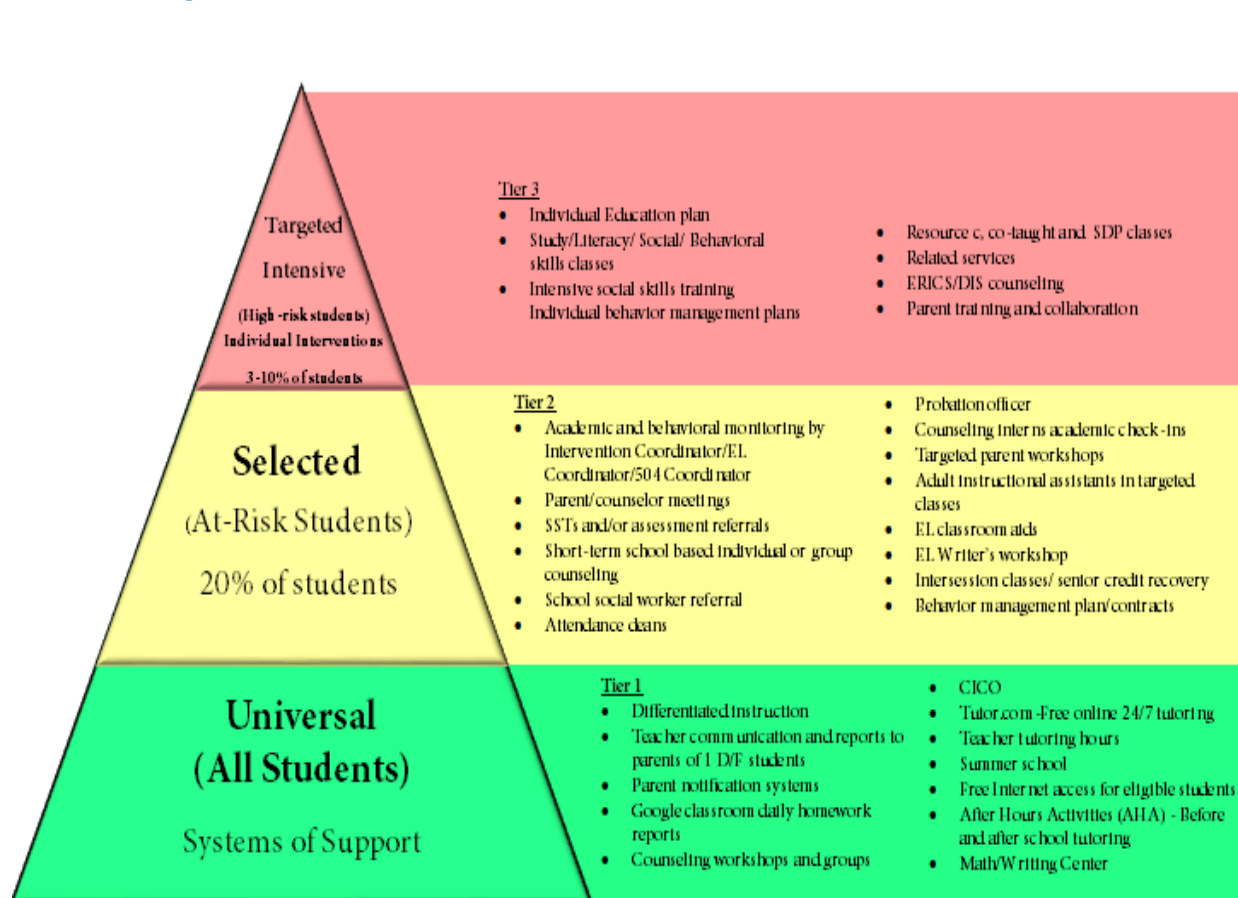 Targeted
Intensive
(High-risk students)
Individual Interventions
3-10% of students
Tier 3
• Individual Education plan
• Study/Literacy/ Social/ Behavioral
skills classes
• Intensive social skills training
Individual behavior management plans
• Resource c, co-taught and SDP classes
• Related services
• ERICS/DIS counseling
• Parent training and collaboration
Selected
(At-Risk Students)
20% of students
Tier 2
• Academic and behavioral monitoring by
Intervention Coordinator/EL
Coordinator/504 Coordinator
• Parent/counselor meetings
• SSTs and/or assessment referrals
• Short-term school based individual or group
counseling
• School social worker referral
• Attendance deans
• Probation officer
• Counseling interns academic check-ins
• Targeted parent workshops
• Adult instructional assistants in targeted
classes
• EL classroom aids
• EL Writer's workshop
• Intersession classes/ senior credit recovery
• Behavior management plan/contracts
Universal
(All Students)
Systems of Support
Tier 1
• Differentiated instruction
• Teacher communication and reports to
parents of 1 D/F students
• Parent notification systems
• Google classroom daily homework
reports
• Counseling workshops and groups
• CICO
• Tutor.com-Free online 24/7 tutoring
• Teacher tutoring hours
• Summer school
• Free Internet access for eligible students
• After Hours Activities (AHA) - Before
and after school tutoring
• Math/Writing Center